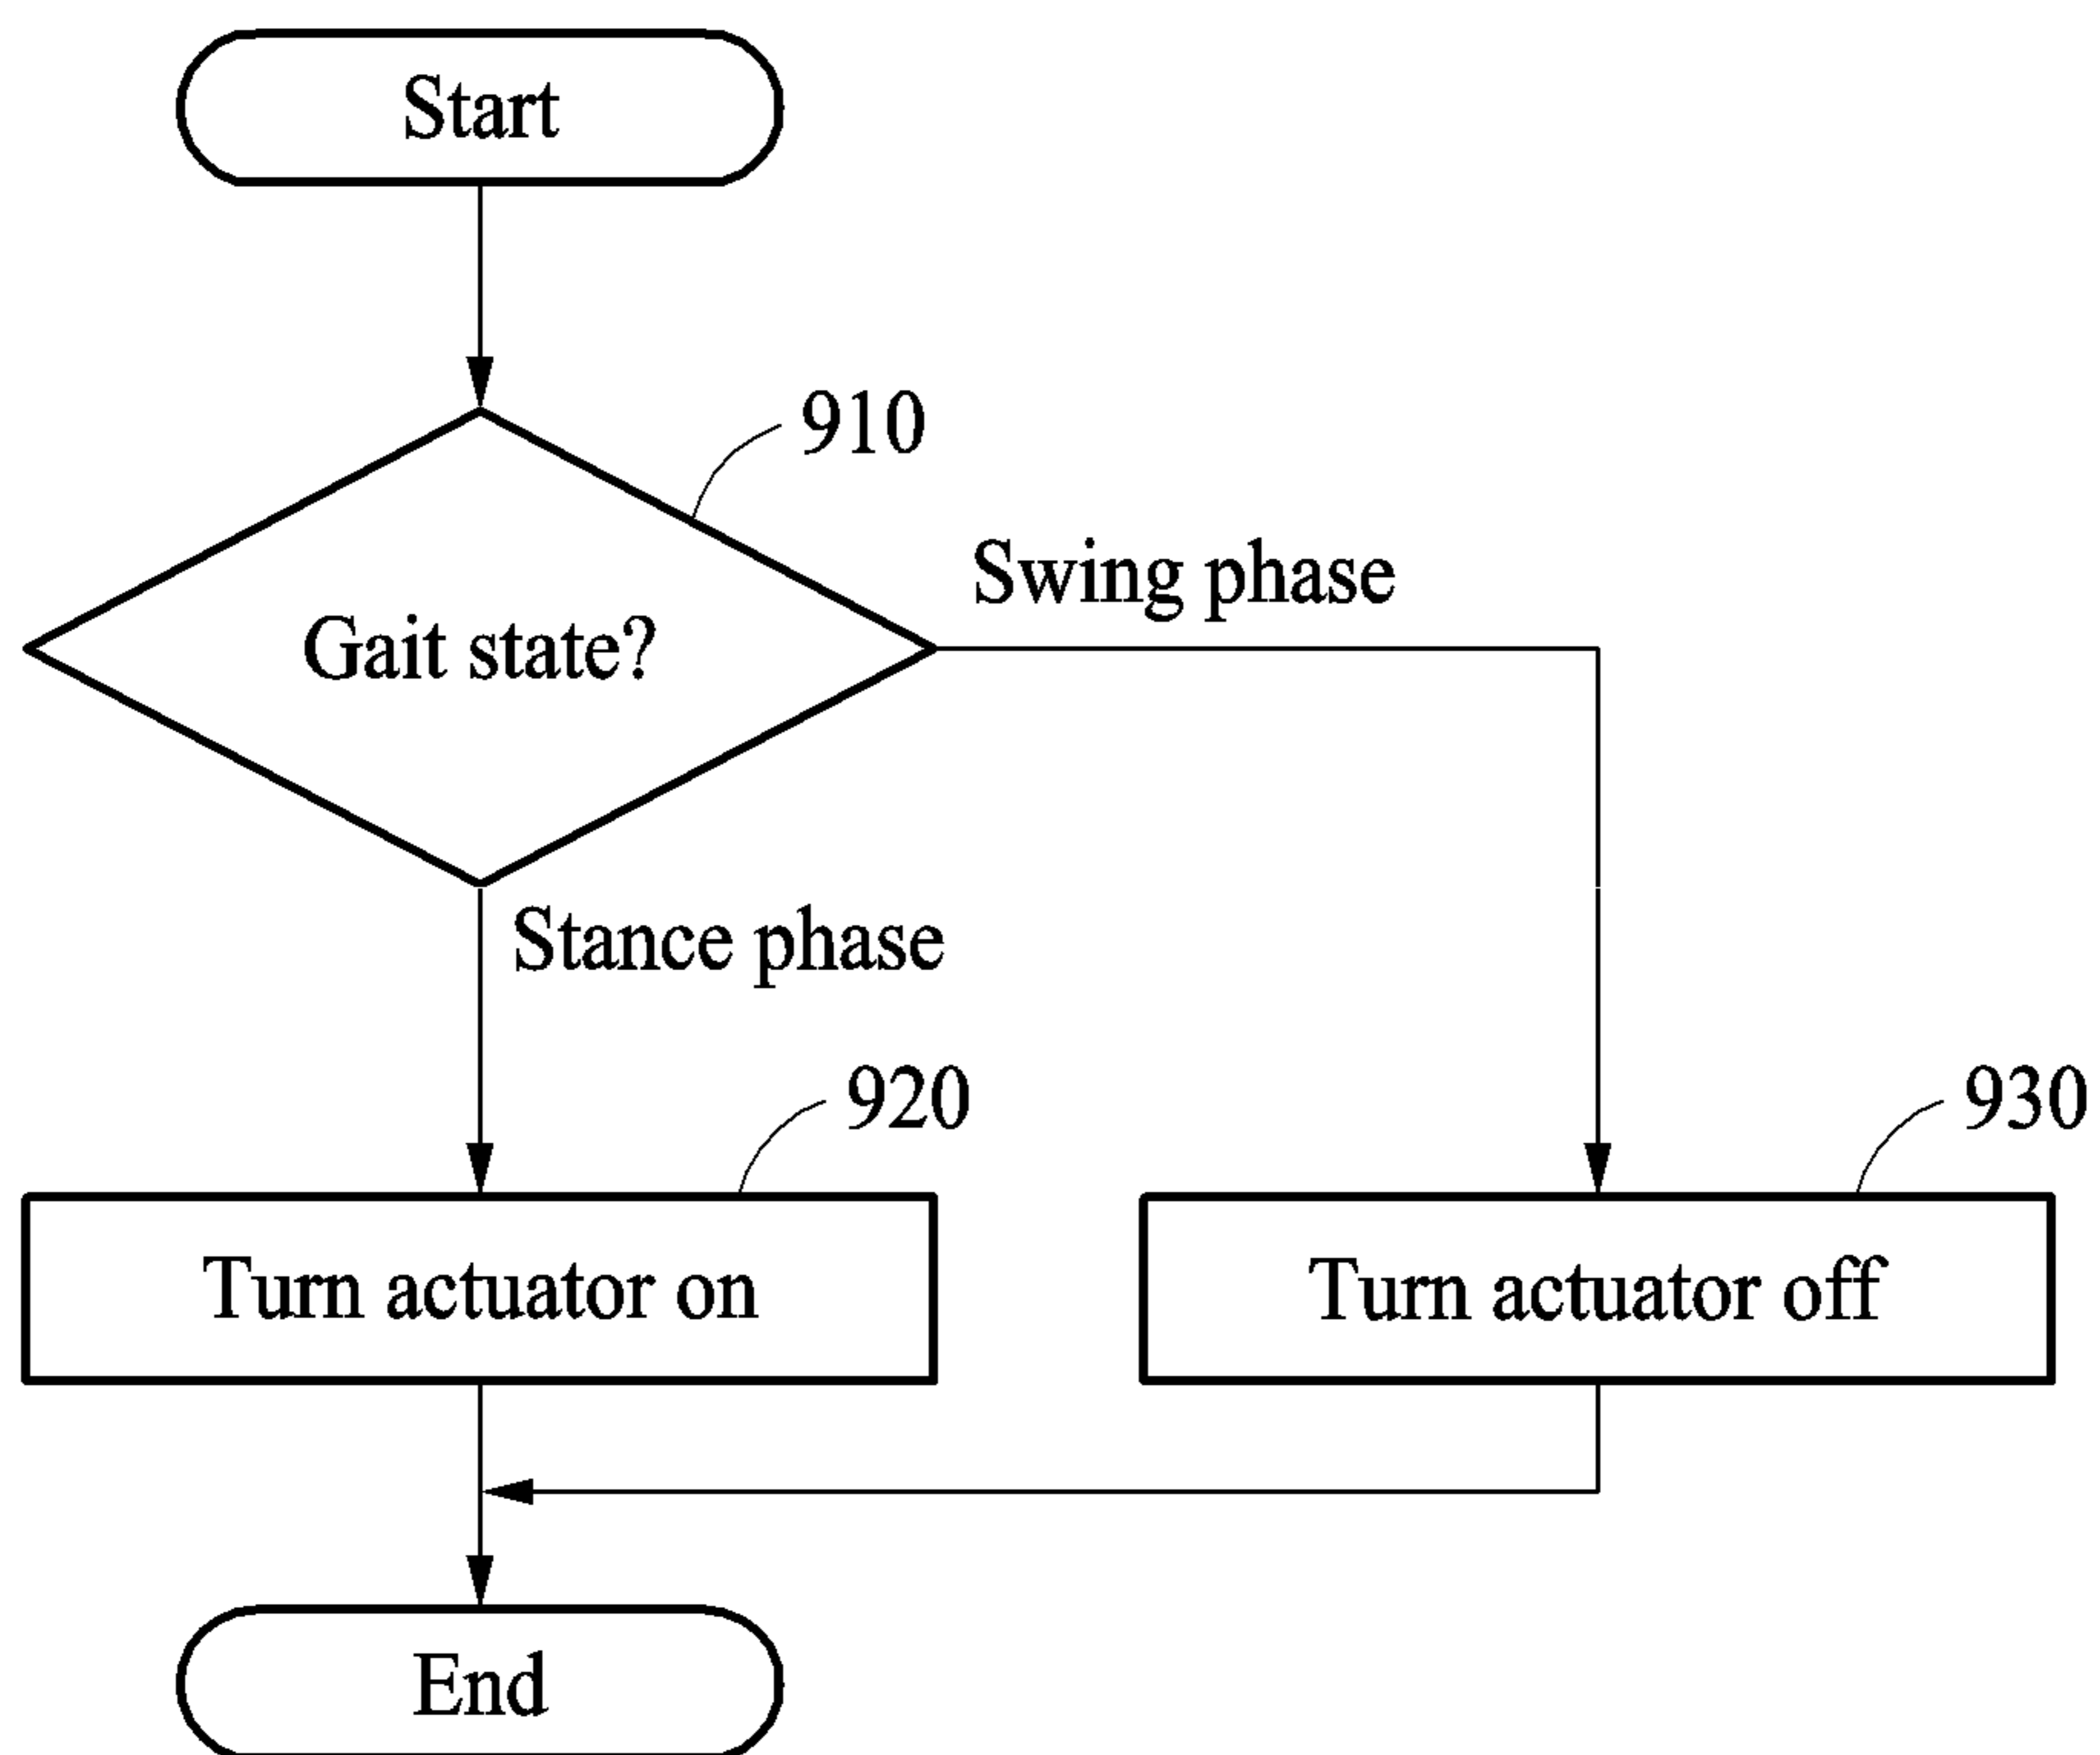 Start
910
Swing phase
Gait state?
Stance phase
920
930
Turn actuator on
Turn actuator off
End